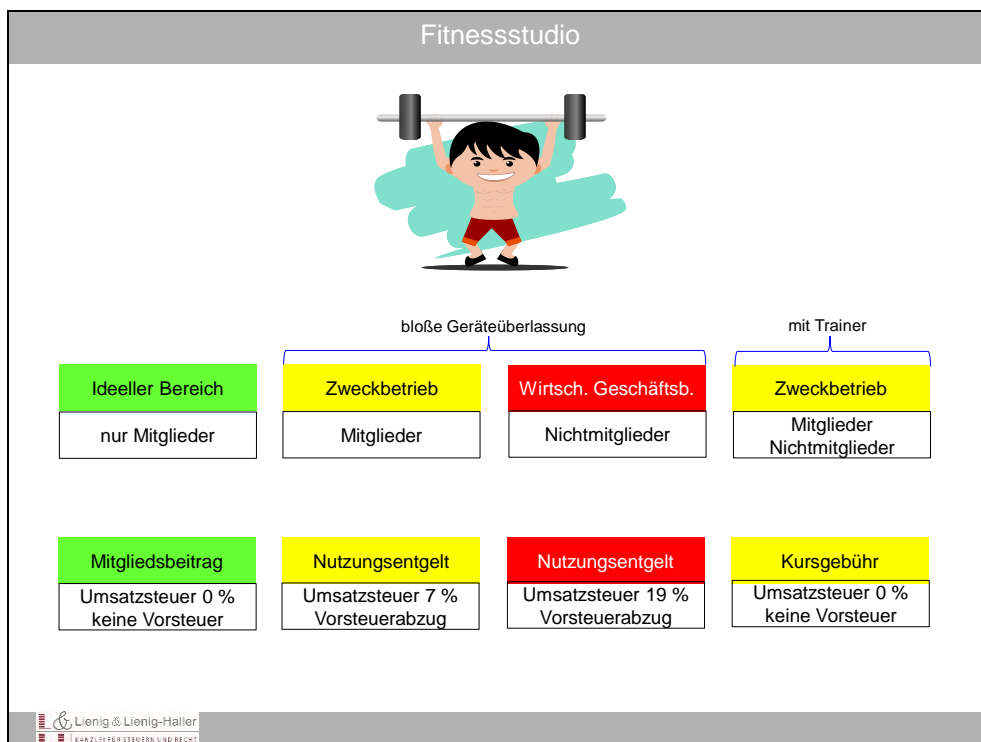 Fitnessstudio
bloße Geräteüberlassung
mit Trainer
Ideeller Bereich
Zweckbetrieb
Wirtsch. Geschäftsb.
Zweckbetrieb
nur Mitglieder
Mitglieder
Nichtmitglieder
Mitglieder
Nichtmitglieder
Mitgliedsbeitrag
Nutzungsentgelt
Nutzungsentgelt
Kursgebühr
Umsatzsteuer 0 %
keine Vorsteuer
Umsatzsteuer 7 %
Vorsteuerabzug
Umsatzsteuer 19 %
Vorsteuerabzug
Umsatzsteuer 0 %
keine Vorsteuer
Lienig & Lienig-Haller
KANZLEI FÜR STEUERN UND RECHT